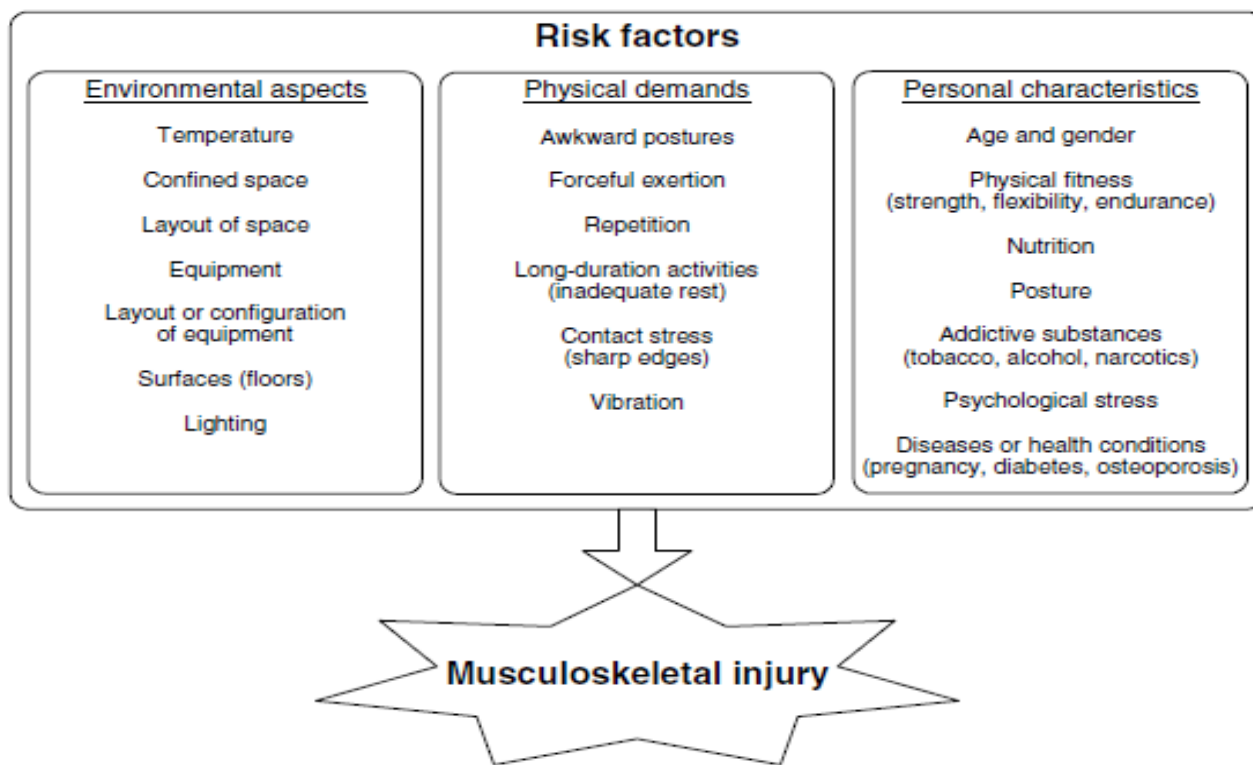 Risk factors
Environmental aspects
Temperature
Confined space
Layout of space
Equipment
Layout or configuration
of equipment
Surfaces (floors)
Lighting
Physical demands
Awkward postures
Forceful exertion
Repetition
Long-duration activities
(inadequate rest)
Contact stress
(sharp edges)
Vibration
Personal characteristics
Age and gender
Physical fitness
(strength, flexibility, endurance)
Nutrition
Posture
Addictive substances
(tobacco, alcohol, narcotics)
Psychological stress
Diseases or health conditions
(pregnancy, diabetes, osteoporosis)
Musculoskeletal injury